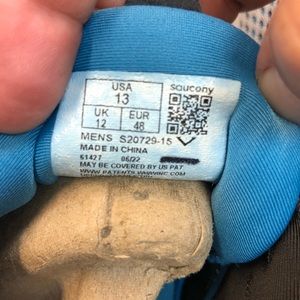 USA
13
UK
12
EUR
48
saucony
MENS S20729-15
MADE IN CHINA
61427 06/22
MAY BE COVERED BY US PAT
WWW.PATENTS.WWWINC.COM